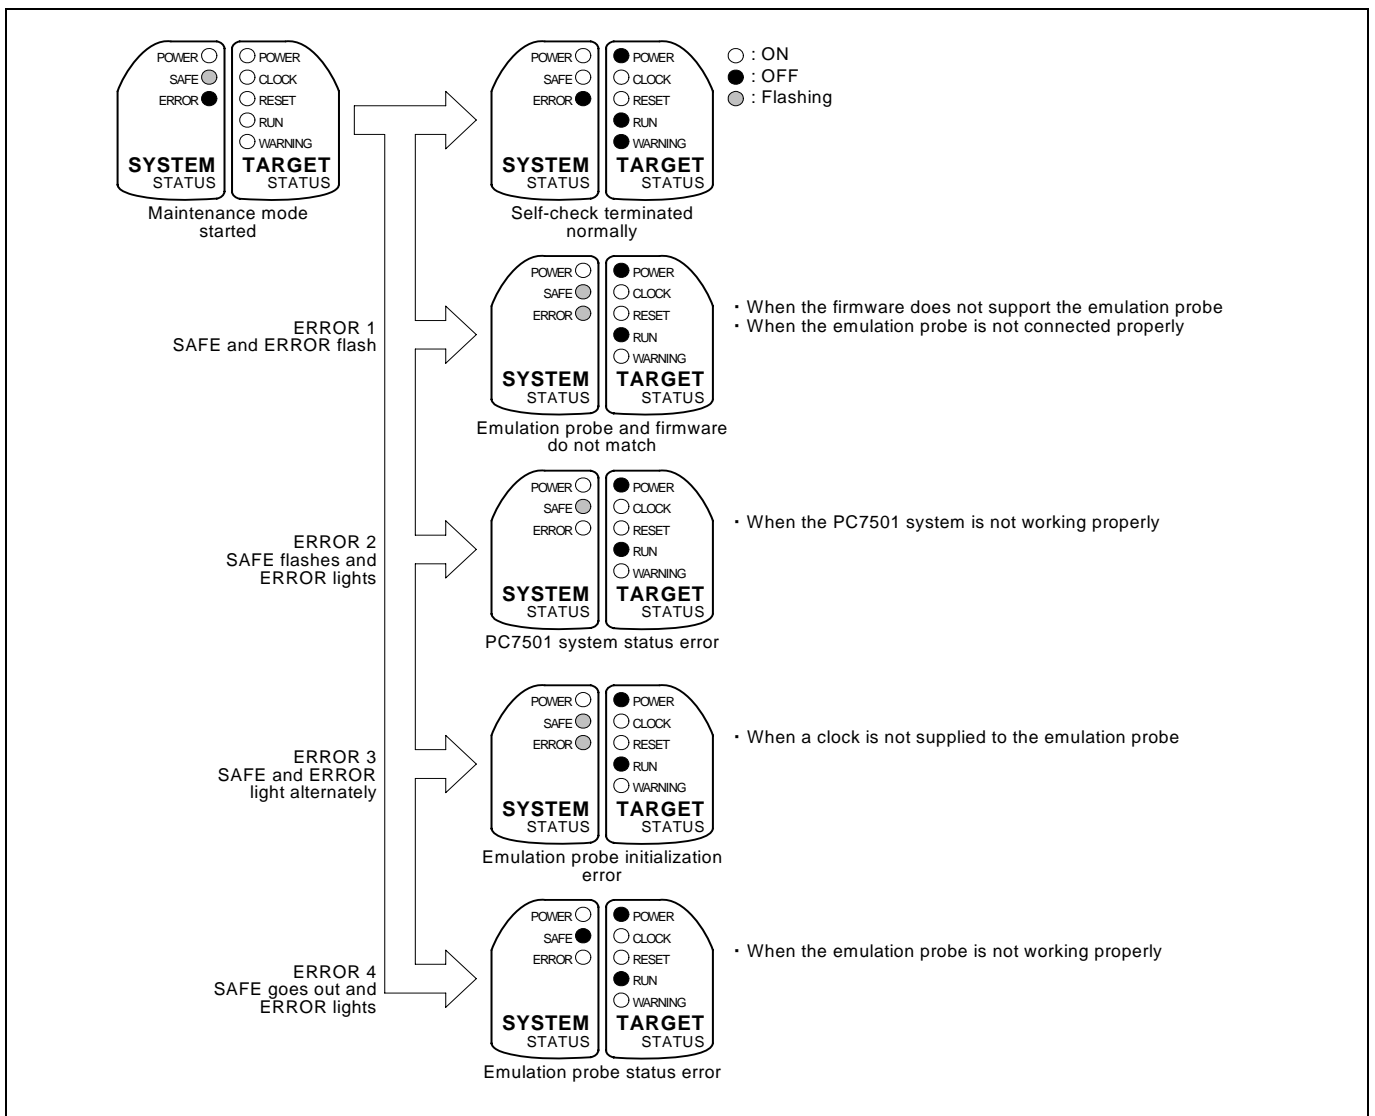 POWER
SAFE
ERROR
SYSTEM
STATUS
POWER
CLOCK
RESET
RUN
WARNING
TARGET
STATUS
Maintenance mode
started
POWER
SAFE
ERROR
SYSTEM
STATUS
POWER
CLOCK
RESET
RUN
WARNING
TARGET
STATUS
Self-check terminated
normally
: ON
: OFF
: Flashing
ERROR 1
SAFE and ERROR flash
POWER
SAFE
ERROR
SYSTEM
STATUS
POWER
CLOCK
RESET
RUN
WARNING
TARGET
STATUS
Emulation probe and firmware
do not match
・When the firmware does not support the emulation probe
・When the emulation probe is not connected properly
ERROR 2
SAFE flashes and
ERROR lights
POWER
SAFE
ERROR
SYSTEM
STATUS
POWER
CLOCK
RESET
RUN
WARNING
TARGET
STATUS
PC7501 system status error
・When the PC7501 system is not working properly
ERROR 3
SAFE and ERROR
light alternately
POWER
SAFE
ERROR
SYSTEM
STATUS
POWER
CLOCK
RESET
RUN
WARNING
TARGET
STATUS
Emulation probe initialization
error
・When a clock is not supplied to the emulation probe
ERROR 4
SAFE goes out and
ERROR lights
POWER
SAFE
ERROR
SYSTEM
STATUS
POWER
CLOCK
RESET
RUN
WARNING
TARGET
STATUS
Emulation probe status error
・When the emulation probe is not working properly